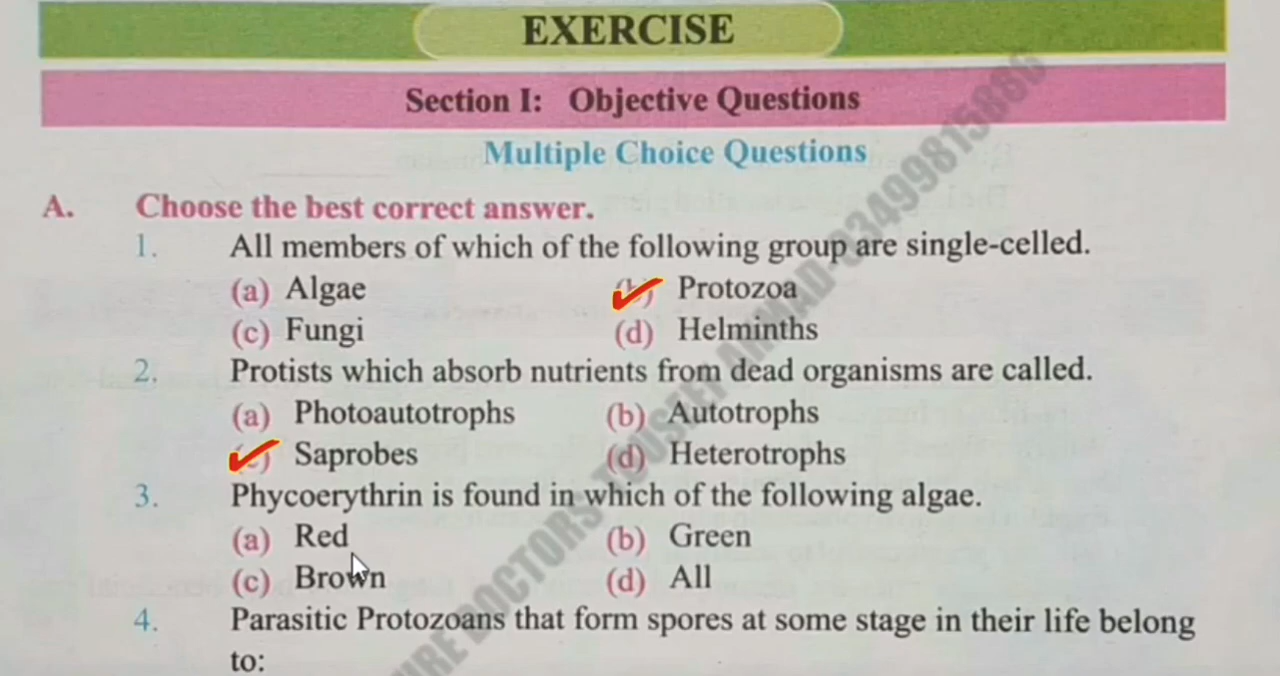 EXERCISE
Section I: Objective Questions
Multiple Choice Questions
A. Choose the best correct answer.
1. All members of which of the following group are single-celled.
(a) Algae (b) Protozoa
(c) Fungi (d) Helminths
2. Protists which absorb nutrients from dead organisms are called.
(a) Photoautotrophs (b) Autotrophs
(c) Saprobes (d) Heterotrophs
3. Phycoerythrin is found in which of the following algae.
(a) Red (b) Green
(c) Brown (d) All
4. Parasitic Protozoans that form spores at some stage in their life belong
to: